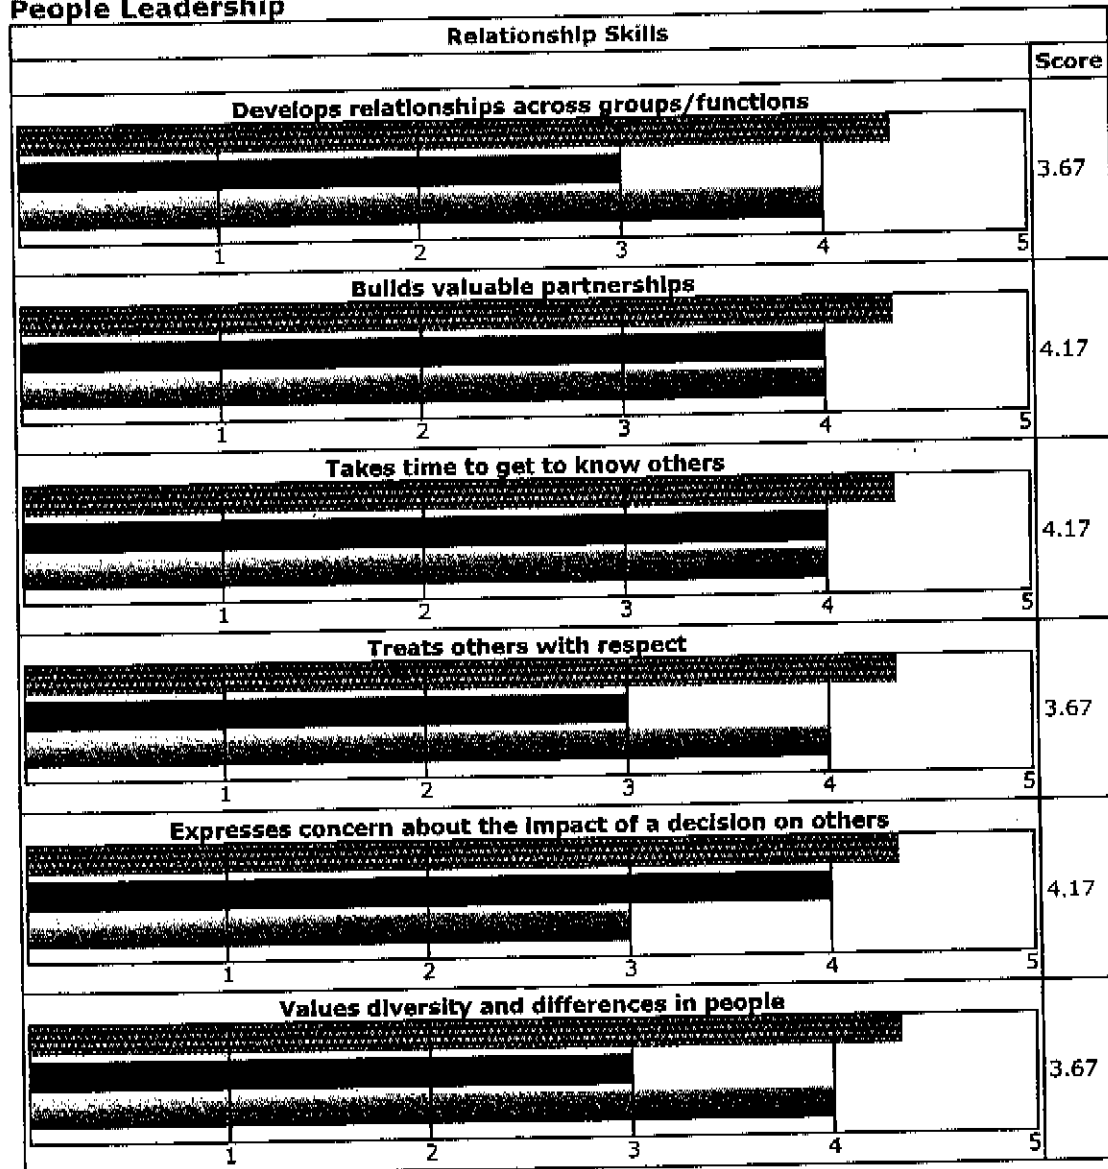 People Leadership
Relationship Skills
Score
Develops relationships across groups/functions
3.67
1 2 3 4 5
Builds valuable partnerships
4.17
1 2 3 4 5
Takes time to get to know others
4.17
1 2 3 4 5
Treats others with respect
3.67
1 2 3 4 5
Expresses concern about the impact of a decision on others
4.17
1 2 3 4 5
Values diversity and differences in people
3.67
1 2 3 4